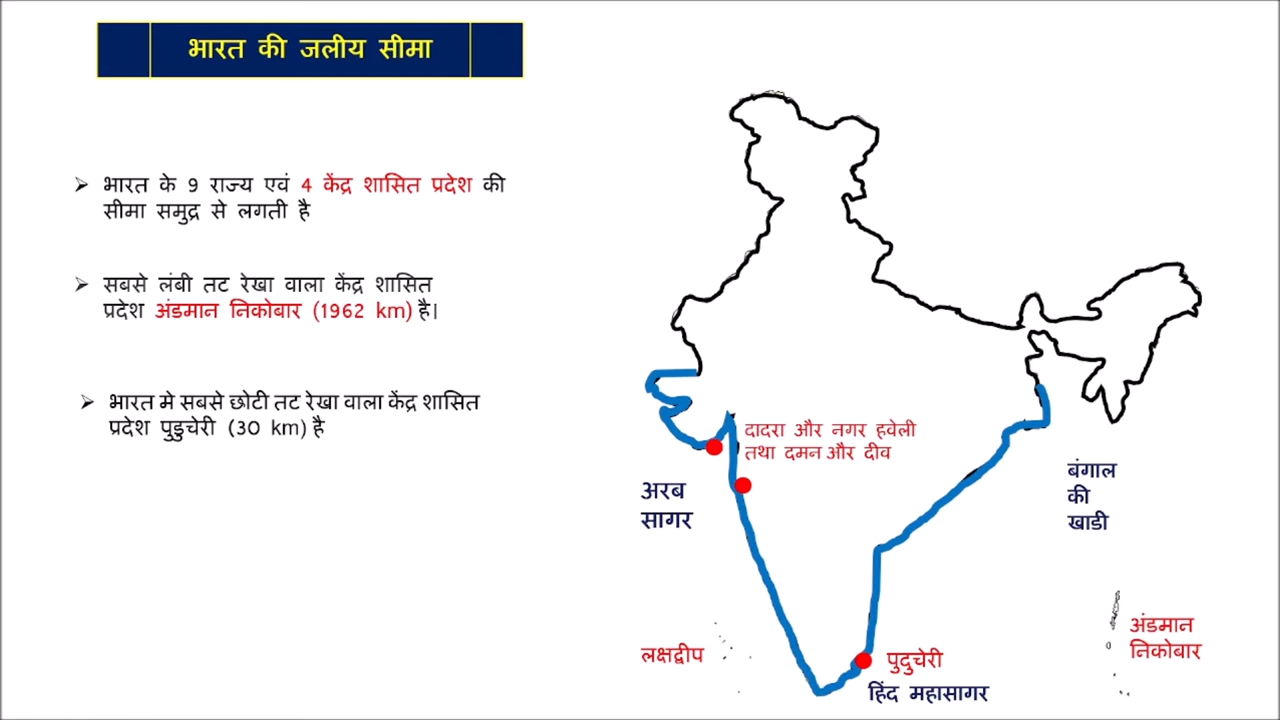 भारत की जलीय सीमा
भारत के 9 राज्य एवं 4 केंद्र शासित प्रदेश की
सीमा समुद्र से लगती है
सबसे लंबी तट रेखा वाला केंद्र शासित
प्रदेश अंडमान निकोबार (1962 km) है।
भारत मे सबसे छोटी तट रेखा वाला केंद्र शासित
प्रदेश पुडुचेरी (30 km) है
दादरा और नगर हवेली
तथा दमन और दीव
अरब
सागर
बंगाल
की
खाडी
लक्षद्वीप
पुदुचेरी
हिंद महासागर
अंडमान
निकोबार